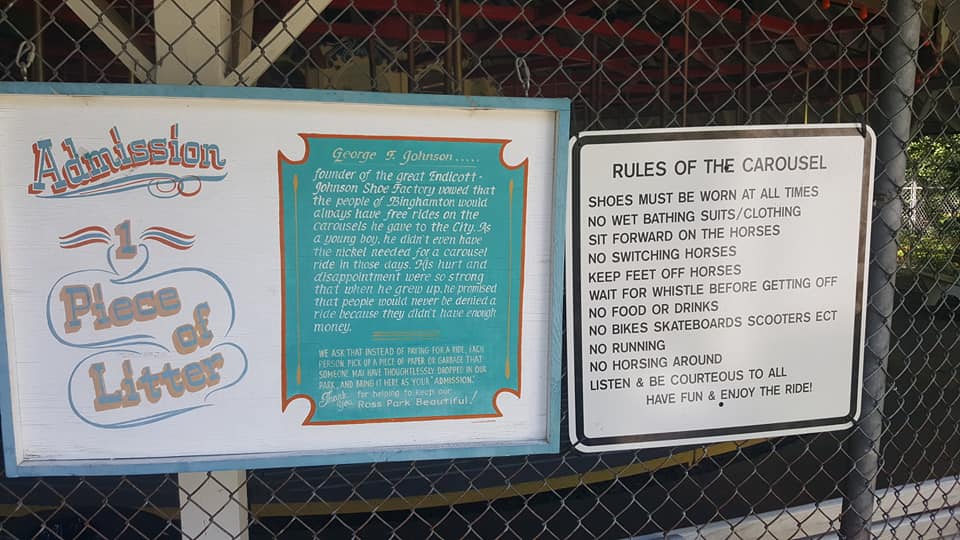 Admission
1
Piece
of
Litter
George F. Johnson.....
founder of the great Endicott-
Johnson Shoe Factory vowed that
the people of Binghamton would
always have free rides on the
carousels he gave to the City. As
a young boy, he didn't even have
the nickel needed for a carousel
ride in those days. His hurt and
disappointment were so strong
that when he grew up, he promised
that people would never be denied a
ride because they didn't have enough
money.
WE ASK THAT INSTEAD OF PAYING FOR A RIDE, EACH
PERSON PICK UP A PIECE OF PAPER OR GARBAGE THAT
SOMEONE MAY HAVE THOUGHTLESSLY DROPPED IN OUR
PARK, AND BRING IT HERE AS YOUR "ADMISSION."
Thank you for helping to keep our
Ross Park Beautiful!
RULES OF THE CAROUSEL
SHOES MUST BE WORN AT ALL TIMES
NO WET BATHING SUITS/CLOTHING
SIT FORWARD ON THE HORSES
NO SWITCHING HORSES
KEEP FEET OFF HORSES
WAIT FOR WHISTLE BEFORE GETTING OFF
NO FOOD OR DRINKS
NO BIKES SKATEBOARDS SCOOTERS ECT
NO RUNNING
NO HORSING AROUND
LISTEN & BE COURTEOUS TO ALL
HAVE FUN & ENJOY THE RIDE!